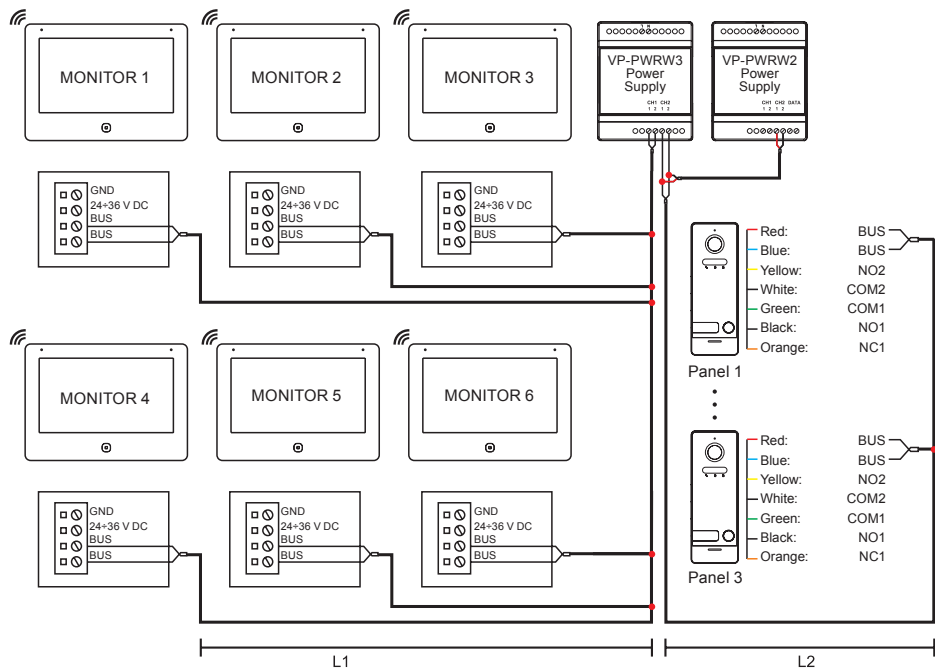 MONITOR 1
MONITOR 2
MONITOR 3
VP-PWRW3
Power
Supply
CH1 CH2
1 2 1 2
VP-PWRW2
Power
Supply
CH1 CH2 DATA
1 2 1 2
GND
24÷36 V DC
BUS
BUS
GND
24÷36 V DC
BUS
BUS
GND
24÷36 V DC
BUS
BUS
Red: BUS
Blue: BUS
Yellow: NO2
White: COM2
Green: COM1
Black: NO1
Orange: NC1
Panel 1
MONITOR 4
MONITOR 5
MONITOR 6
GND
24÷36 V DC
BUS
BUS
GND
24÷36 V DC
BUS
BUS
GND
24÷36 V DC
BUS
BUS
Red: BUS
Blue: BUS
Yellow: NO2
White: COM2
Green: COM1
Black: NO1
Orange: NC1
Panel 3
L1
L2